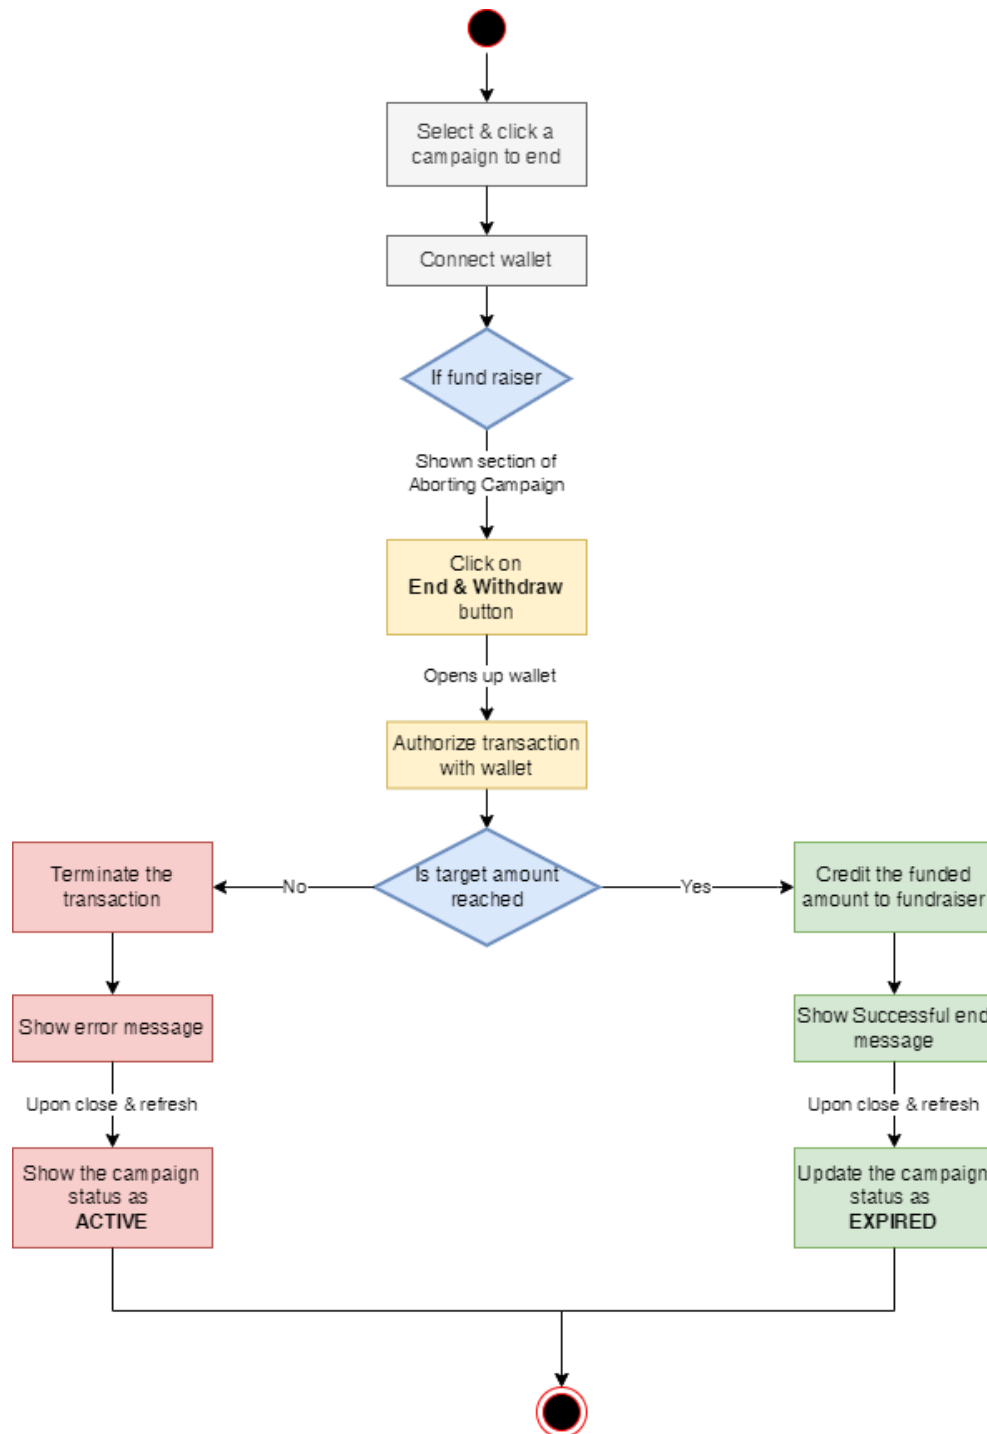 Select & click a
campaign to end
Connect wallet
If fund raiser
Shown section of
Aborting Campaign
Click on
End & Withdraw
button
Opens up wallet
Authorize transaction
with wallet
Is target amount
reached
No
Yes
Terminate the
transaction
Show error message
Upon close & refresh
Show the campaign
status as
ACTIVE
Credit the funded
amount to fundraiser
Show Successful end
message
Upon close & refresh
Update the campaign
status as
EXPIRED